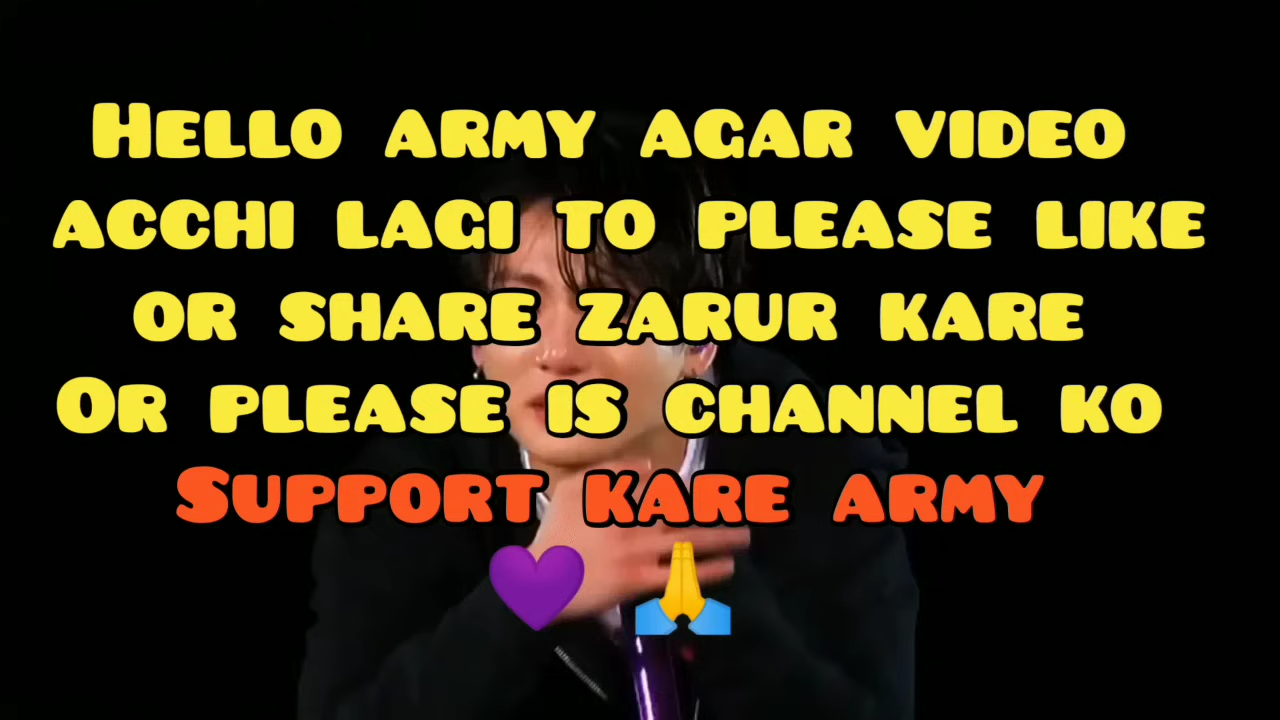 Hello army agar video
acchi lagi to please like
or share zarur kare
Or please is channel ko
Support kare army
💜 🙏